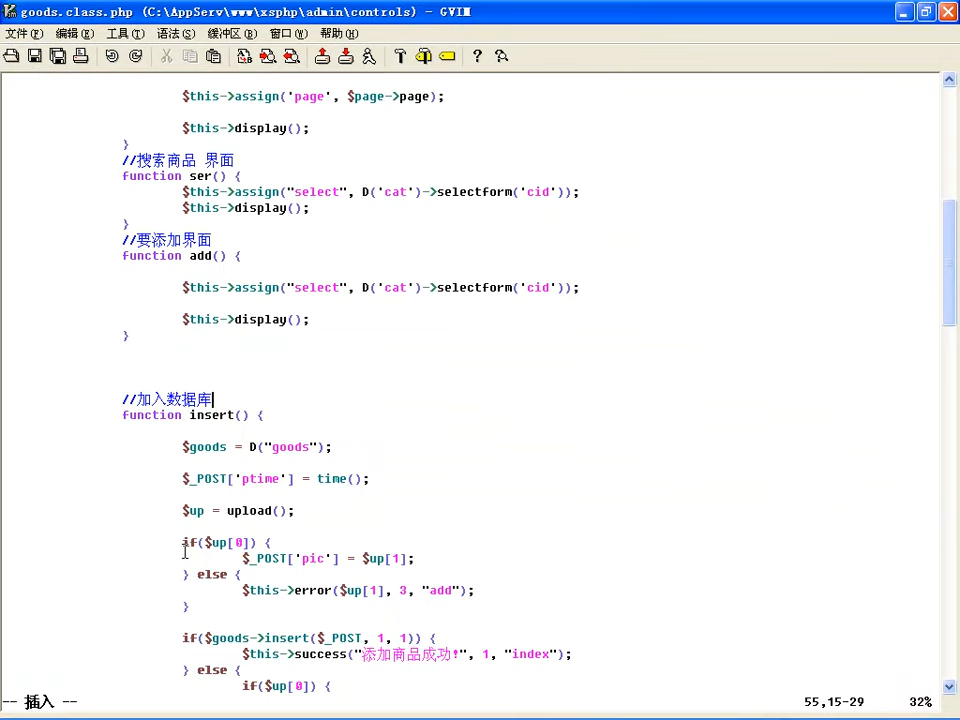 goods.class.php (C:\AppServ\www\xsphp\admin\controls) - GVIM
文件(F) 编辑(E) 工具(T) 语法(S) 缓冲区(B) 窗口(W) 帮助(H)
$this->assign('page', $page->page);
$this->display();
}
//搜索商品 界面
function ser() {
$this->assign("select", D('cat')->selectform('cid'));
$this->display();
}
//要添加界面
function add() {
$this->assign("select", D('cat')->selectform('cid'));
$this->display();
}
//加入数据库
function insert() {
$goods = D("goods");
$_POST['ptime'] = time();
$up = upload();
if($up[0]) {
$_POST['pic'] = $up[1];
} else {
$this->error($up[1], 3, "add");
}
if($goods->insert($_POST, 1, 1)) {
$this->success("添加商品成功!", 1, "index");
} else {
if($up[0]) {
-- 插入 -- 55,15-29 32%